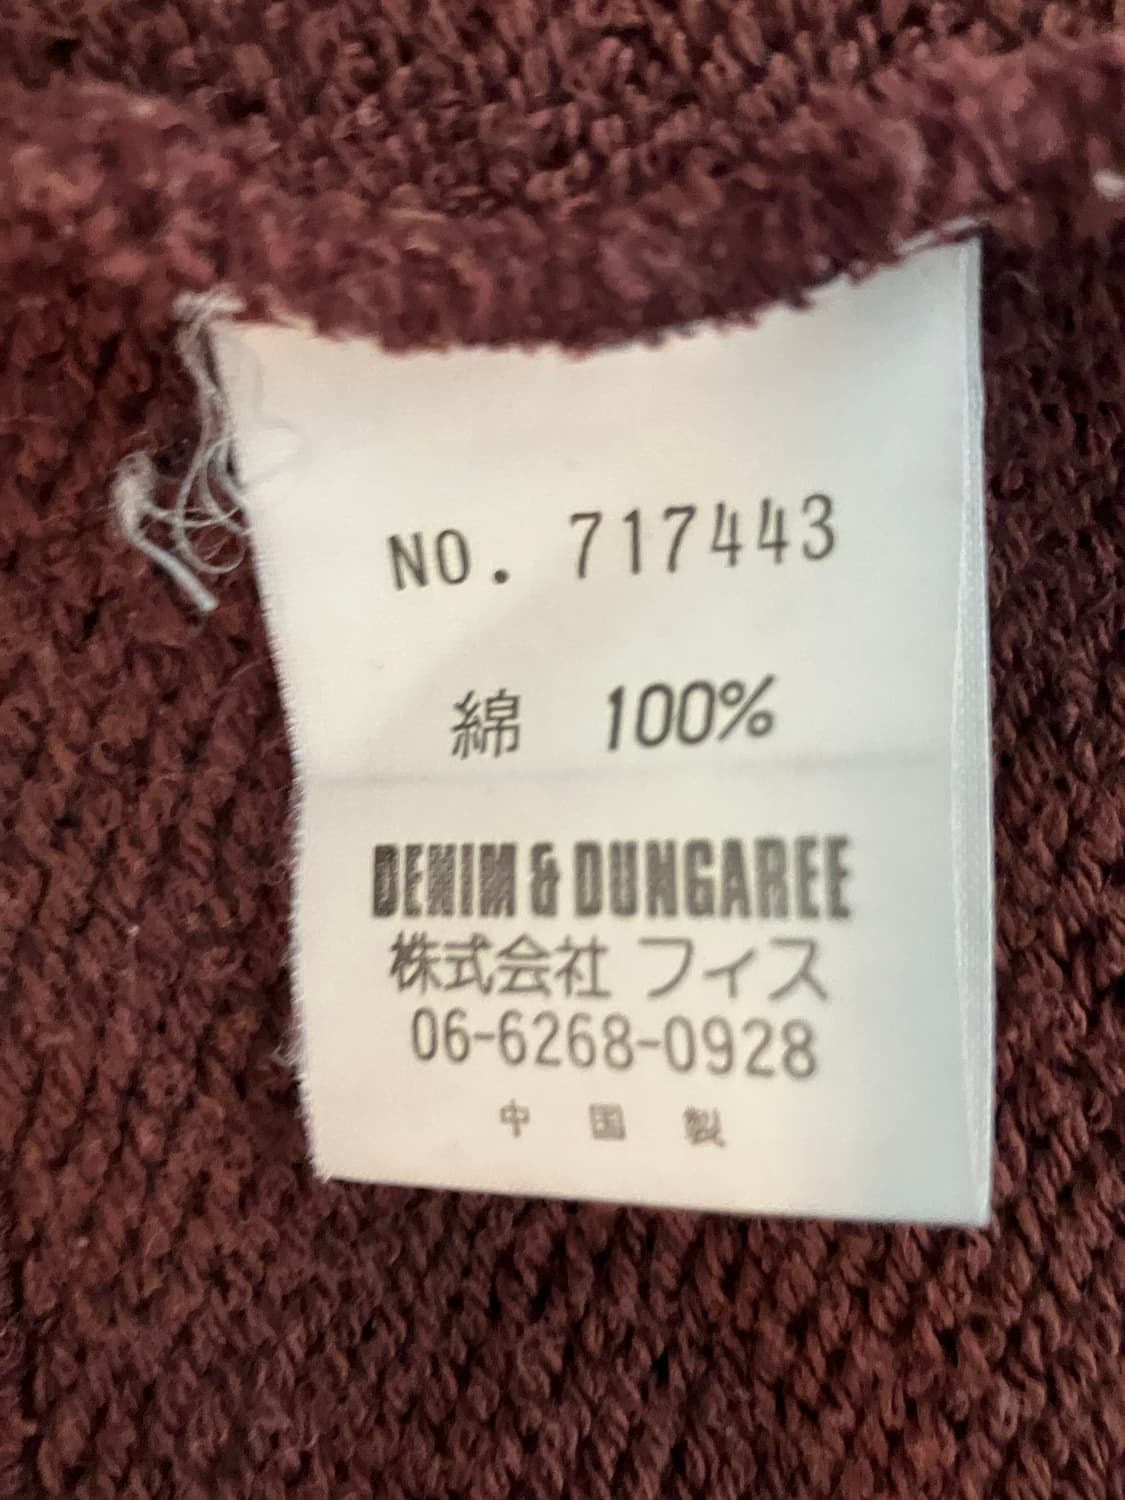 NO. 717443
綿 100%
DENIM & DUNGAREE
株式会社 フィス
06-6268-0928
中 国 製